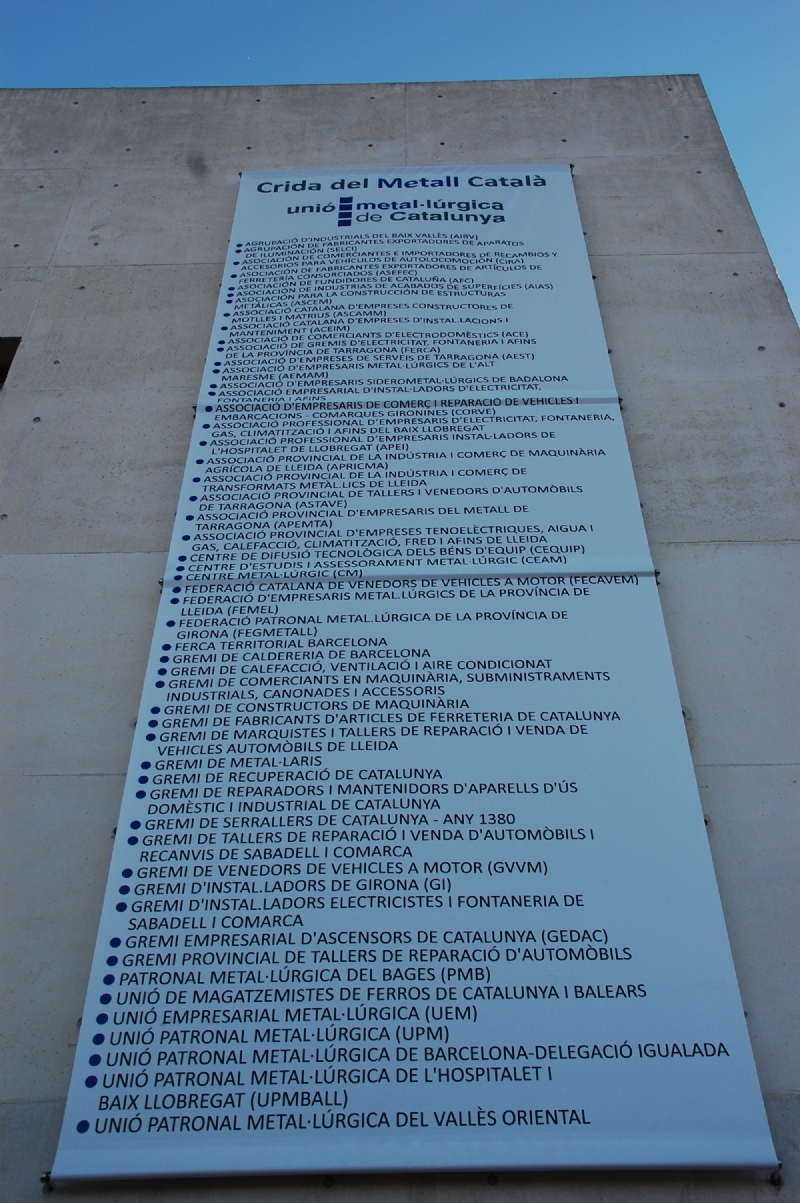 Crida del Metall Català
unió metal·lúrgica
de Catalunya
AGRUPACIÓ D'INDUSTRIALS DEL BAIX VALLÈS (AIBV)
AGRUPACIÓN DE FABRICANTES EXPORTADORES DE APARATOS
DE ILUMINACIÓN (SELCI)
ASOCIACIÓN DE COMERCIANTES E IMPORTADORES DE RECAMBIOS Y
ACCESORIOS PARA VEHÍCULOS DE AUTOLOCOMOCIÓN (CIRA)
ASOCIACIÓN DE FABRICANTES EXPORTADORES DE ARTÍCULOS DE
FERRETERÍA CONSORCIADOS (ASEFEC)
ASOCIACIÓN DE FUNDIDORES DE CATALUÑA (AFC)
ASOCIACIÓN DE INDUSTRIAS DE ACABADOS DE SUPERFÍCIES (AIAS)
ASOCIACIÓN PARA LA CONSTRUCCIÓN DE ESTRUCTURAS
METÁLICAS (ASCEM)
ASSOCIACIÓ CATALANA D'EMPRESES CONSTRUCTORES DE
MOTLLES I MATRIUS (ASCAMM)
ASSOCIACIÓ CATALANA D'EMPRESES D'INSTAL.LACIONS I
MANTENIMENT (ACEIM)
ASSOCIACIÓ DE COMERCIANTS D'ELECTRODOMÈSTICS (ACE)
ASSOCIACIÓ DE GREMIS D'ELECTRICITAT, FONTANERIA I AFINS
DE LA PROVÍNCIA DE TARRAGONA (FERCA)
ASSOCIACIÓ D'EMPRESES DE SERVEIS DE TARRAGONA (AEST)
ASSOCIACIÓ D'EMPRESARIS METAL·LÚRGICS DE L'ALT
MARESME (AEMAM)
ASSOCIACIÓ D'EMPRESARIS SIDEROMETAL·LÚRGICS DE BADALONA
ASSOCIACIÓ EMPRESARIAL D'INSTAL·LADORS D'ELECTRICITAT,
FONTANERIA I AFINS
ASSOCIACIÓ D'EMPRESARIS DE COMERÇ I REPARACIÓ DE VEHICLES I
EMBARCACIONS - COMARQUES GIRONINES (CORVE)
ASSOCIACIÓ PROFESSIONAL D'EMPRESARIS D'ELECTRICITAT, FONTANERIA,
GAS, CLIMATITZACIÓ I AFINS DEL BAIX LLOBREGAT
ASSOCIACIÓ PROFESSIONAL D'EMPRESARIS INSTAL·LADORS DE
L'HOSPITALET DE LLOBREGAT (APEI)
ASSOCIACIÓ PROVINCIAL DE LA INDÚSTRIA I COMERÇ DE MAQUINÀRIA
AGRÍCOLA DE LLEIDA (APRICMA)
ASSOCIACIÓ PROVINCIAL DE LA INDÚSTRIA I COMERÇ DE
TRANSFORMATS METÀL.LICS DE LLEIDA
ASSOCIACIÓ PROVINCIAL DE TALLERS I VENEDORS D'AUTOMÒBILS
DE TARRAGONA (ASTAVE)
ASSOCIACIÓ PROVINCIAL D'EMPRESARIS DEL METALL DE
TARRAGONA (APEMTA)
ASSOCIACIÓ PROVINCIAL D'EMPRESES TENOELÈCTRIQUES, AIGUA I
GAS, CALEFACCIÓ, CLIMATITZACIÓ, FRED I AFINS DE LLEIDA
CENTRE DE DIFUSIÓ TECNOLÒGICA DELS BÉNS D'EQUIP (CEQUIP)
CENTRE D'ESTUDIS I ASSESSORAMENT METAL·LÚRGIC (CEAM)
CENTRE METAL·LÚRGIC (CM)
FEDERACIÓ CATALANA DE VENEDORS DE VEHICLES A MOTOR (FECAVEM)
FEDERACIÓ D'EMPRESARIS METAL.LÚRGICS DE LA PROVÍNCIA DE
LLEIDA (FEMEL)
FEDERACIÓ PATRONAL METAL.LÚRGICA DE LA PROVÍNCIA DE
GIRONA (FEGMETALL)
FERCA TERRITORIAL BARCELONA
GREMI DE CALDERERIA DE BARCELONA
GREMI DE CALEFACCIÓ, VENTILACIÓ I AIRE CONDICIONAT
GREMI DE COMERCIANTS EN MAQUINÀRIA, SUBMINISTRAMENTS
INDUSTRIALS, CANONADES I ACCESSORIS
GREMI DE CONSTRUCTORS DE MAQUINÀRIA
GREMI DE FABRICANTS D'ARTICLES DE FERRETERIA DE CATALUNYA
GREMI DE MARQUISTES I TALLERS DE REPARACIÓ I VENDA DE
VEHICLES AUTOMÒBILS DE LLEIDA
GREMI DE METAL·LARIS
GREMI DE RECUPERACIÓ DE CATALUNYA
GREMI DE REPARADORS I MANTENIDORS D'APARELLS D'ÚS
DOMÈSTIC I INDUSTRIAL DE CATALUNYA
GREMI DE SERRALLERS DE CATALUNYA - ANY 1380
GREMI DE TALLERS DE REPARACIÓ I VENDA D'AUTOMÒBILS I
RECANVIS DE SABADELL I COMARCA
GREMI DE VENEDORS DE VEHICLES A MOTOR (GVVM)
GREMI D'INSTAL.LADORS DE GIRONA (GI)
GREMI D'INSTAL.LADORS ELECTRICISTES I FONTANERIA DE
SABADELL I COMARCA
GREMI EMPRESARIAL D'ASCENSORS DE CATALUNYA (GEDAC)
GREMI PROVINCIAL DE TALLERS DE REPARACIÓ D'AUTOMÒBILS
PATRONAL METAL·LÚRGICA DEL BAGES (PMB)
UNIÓ DE MAGATZEMISTES DE FERROS DE CATALUNYA I BALEARS
UNIÓ EMPRESARIAL METAL·LÚRGICA (UEM)
UNIÓ PATRONAL METAL·LÚRGICA (UPM)
UNIÓ PATRONAL METAL·LÚRGICA DE BARCELONA-DELEGACIÓ IGUALADA
UNIÓ PATRONAL METAL·LÚRGICA DE L'HOSPITALET I
BAIX LLOBREGAT (UPMBALL)
UNIÓ PATRONAL METAL·LÚRGICA DEL VALLÈS ORIENTAL